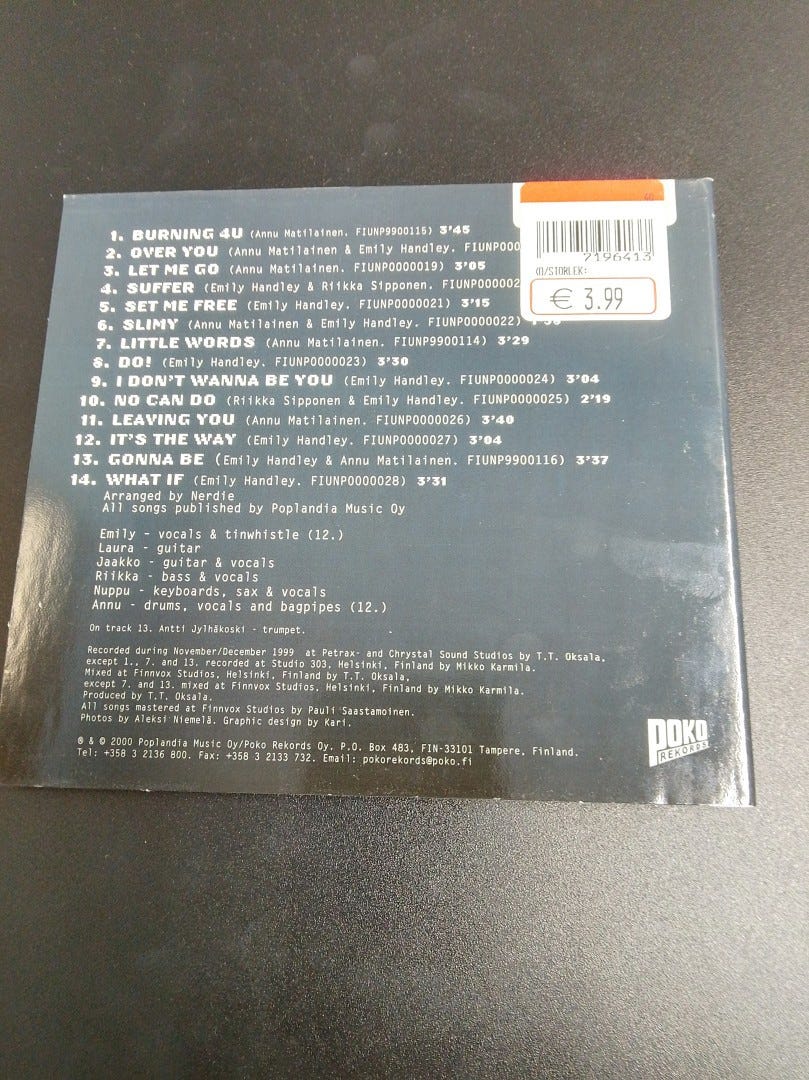 1. BURNING 4U (Annu Matilainen. FIUNP9900115) 3'45
2. OVER YOU (Annu Matilainen & Emily Handley.
3. LET ME GO (Annu Matilainen. FIUNP0000019) 3'05
4. SUFFER (Emily Handley & Riikka Sipponen.
5. SET ME FREE (Emily Handley. FIUNP0000021) 3'15
6. SLIMY (Annu Matilainen & Emily Handley. FIUNP0000022)
7. LITTLE WORDS (Annu Matilainen. FIUNP9900114) 3'29
8. DO! (Emily Handley. FIUNP0000023) 3'30
9. I DON'T WANNA BE YOU (Emily Handley. FIUNP0000024) 3'04
10. NO CAN DO (Riikka Sipponen & Emily Handley. FIUNP0000025) 2'19
11. LEAVING YOU (Annu Matilainen. FIUNP0000026) 3'40
12. IT'S THE WAY (Emily Handley. FIUNP0000027) 3'04
13. GONNA BE (Emily Handley & Annu Matilainen. FIUNP9900116) 3'37
14. WHAT IF (Emily Handley. FIUNP0000028) 3'31
Arranged by Nerdie
All songs published by Poplandia Music Oy
Emily - vocals & tinwhistle (12.)
Laura - guitar
Jaakko - guitar & vocals
Riikka - bass & vocals
Nuppu - keyboards, sax & vocals
Annu - drums, vocals and bagpipes (12.)
On track 13. Antti Jylhäkoski - trumpet.
Recorded during November/December 1999 at Petrax- and Chrystal Sound Studios by T.T. Oksala,
except 1., 7. and 13. recorded at Studio 303, Helsinki, Finland by Mikko Karmila.
Mixed at Finnvox Studios, Helsinki, Finland by T.T. Oksala,
except 7. and 13. mixed at Finnvox Studios, Helsinki, Finland by Mikko Karmila.
Produced by T.T. Oksala.
All songs mastered at Finnvox Studios by Pauli Saastamoinen.
Photos by Aleksi Niemelä. Graphic design by Kari.
℗ & © 2000 Poplandia Music Oy/Poko Rekords Oy. P.O. Box 483, FIN-33101 Tampere, Finland.
Tel: +358 3 2136 800. Fax: +358 3 2133 732. Email: pokorekords@poko.fi
POKO
REKORDS
7196413
€ 3.99